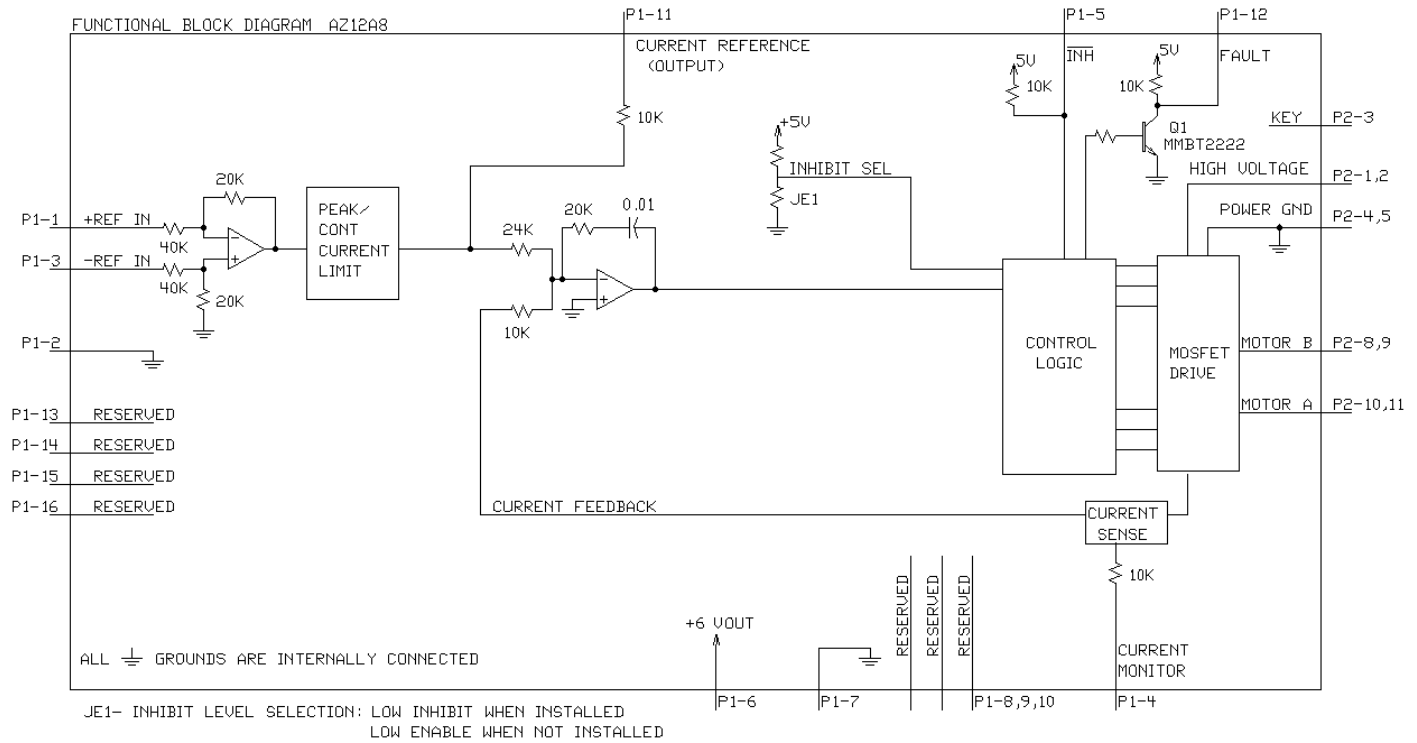 FUNCTIONAL BLOCK DIAGRAM AZ12A8
P1-11
P1-5
P1-12
CURRENT REFERENCE
(OUTPUT)
10K
5V
10K
INH
5V
10K
FAULT
Q1
MMBT2222
KEY
P2-3
HIGH VOLTAGE
P2-1,2
POWER GND
P2-4,5
+5V
INHIBIT SEL
JE1
20K
P1-1
+REF IN
40K
P1-3
-REF IN
40K
20K
-
+
PEAK/
CONT
CURRENT
LIMIT
24K
20K
0.01
10K
-
+
P1-2
CONTROL
LOGIC
MOSFET
DRIVE
MOTOR B
P2-8,9
MOTOR A
P2-10,11
P1-13
RESERVED
P1-14
RESERVED
P1-15
RESERVED
P1-16
RESERVED
CURRENT FEEDBACK
CURRENT
SENSE
10K
RESERVED
RESERVED
RESERVED
+6 VOUT
ALL GROUNDS ARE INTERNALLY CONNECTED
CURRENT
MONITOR
P1-6
P1-7
P1-8,9,10
P1-4
JE1- INHIBIT LEVEL SELECTION: LOW INHIBIT WHEN INSTALLED
LOW ENABLE WHEN NOT INSTALLED